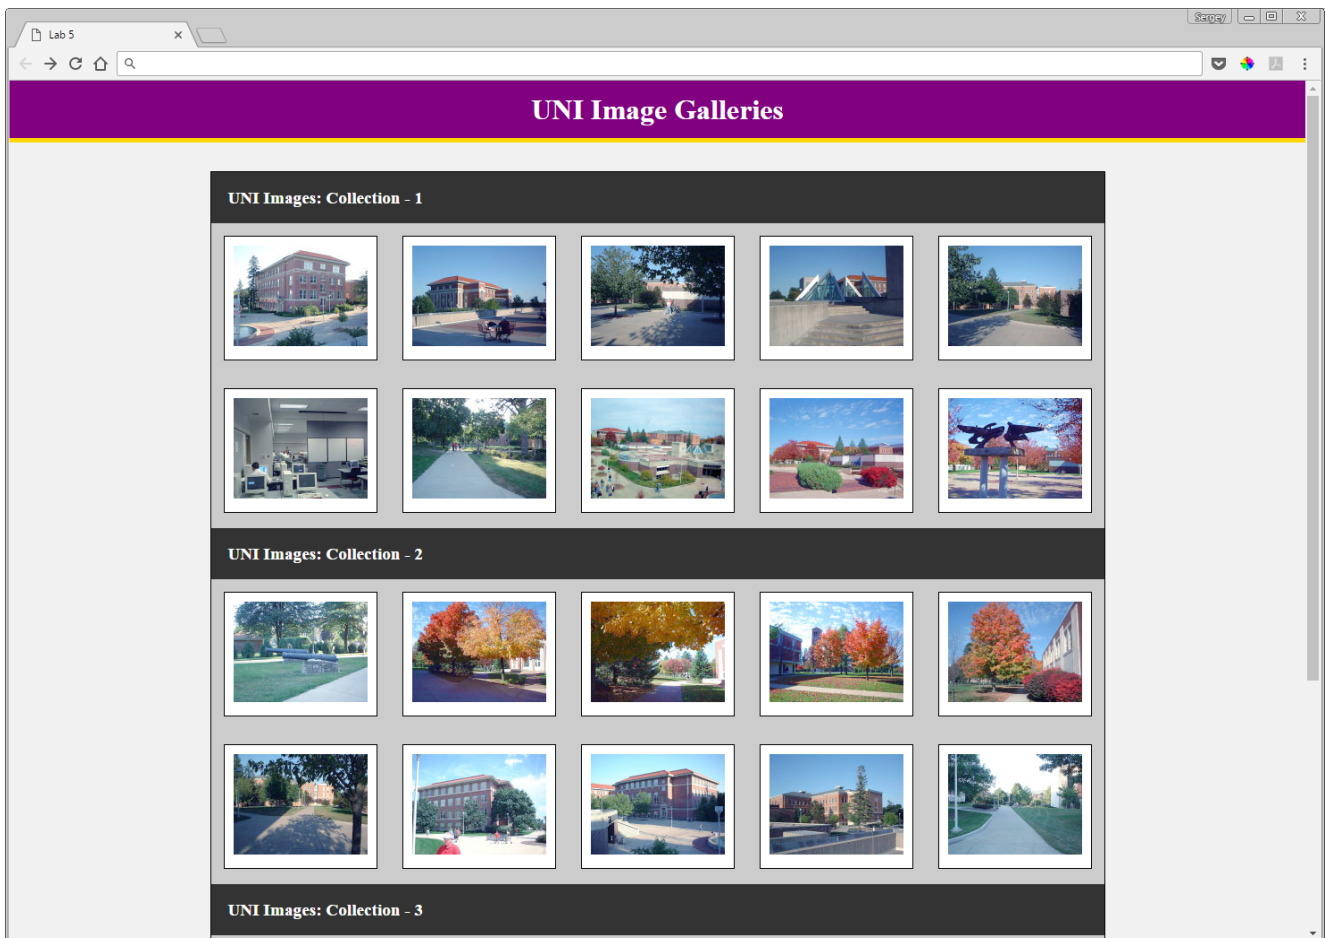 Sergey
Lab 5
UNI Image Galleries
UNI Images: Collection - 1
UNI Images: Collection - 2
UNI Images: Collection - 3